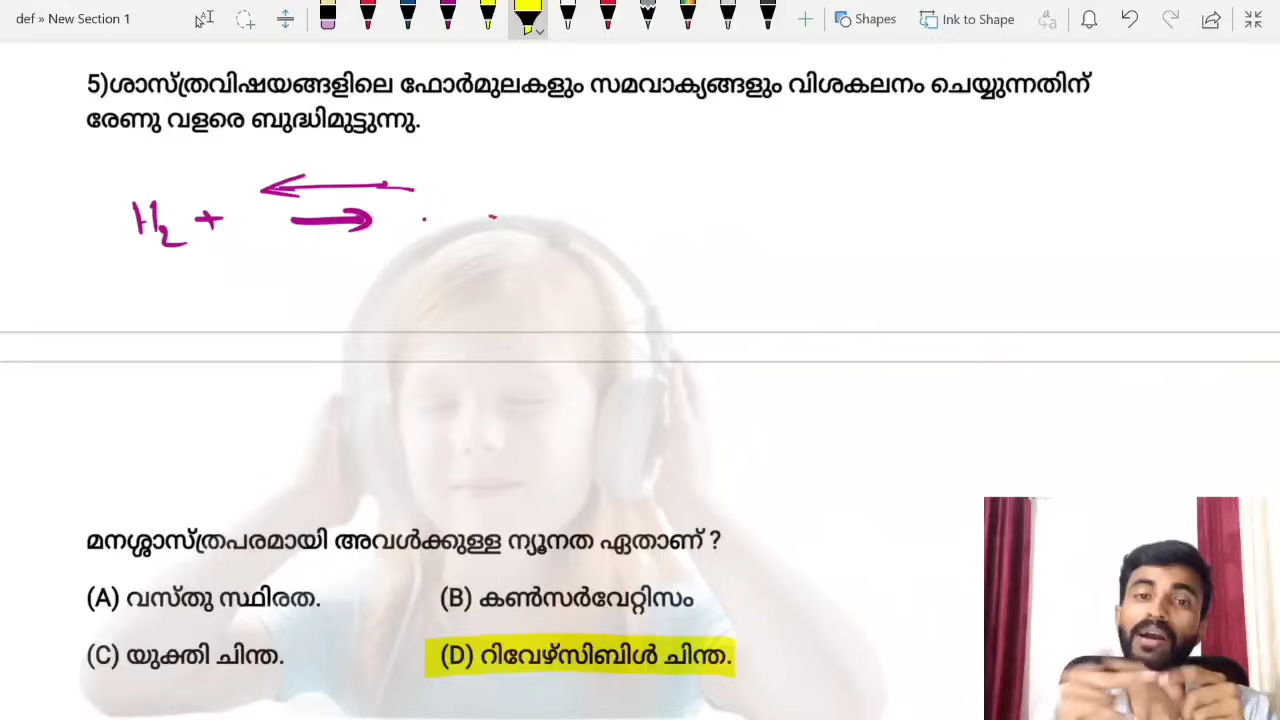 def » New Section 1
Shapes
Ink to Shape
5)ശാസ്ത്രവിഷയങ്ങളിലെ ഫോർമുലകളും സമവാക്യങ്ങളും വിശകലനം ചെയ്യുന്നതിന്
രേണു വളരെ ബുദ്ധിമുട്ടുന്നു.
H₂ +
മനശ്ശാസ്ത്രപരമായി അവൾക്കുള്ള ന്യൂനത ഏതാണ് ?
(A) വസ്തു സ്ഥിരത. (B) കൺസർവേറ്റിസം
(C) യുക്തി ചിന്ത. (D) റിവേഴ്സിബിൾ ചിന്ത.